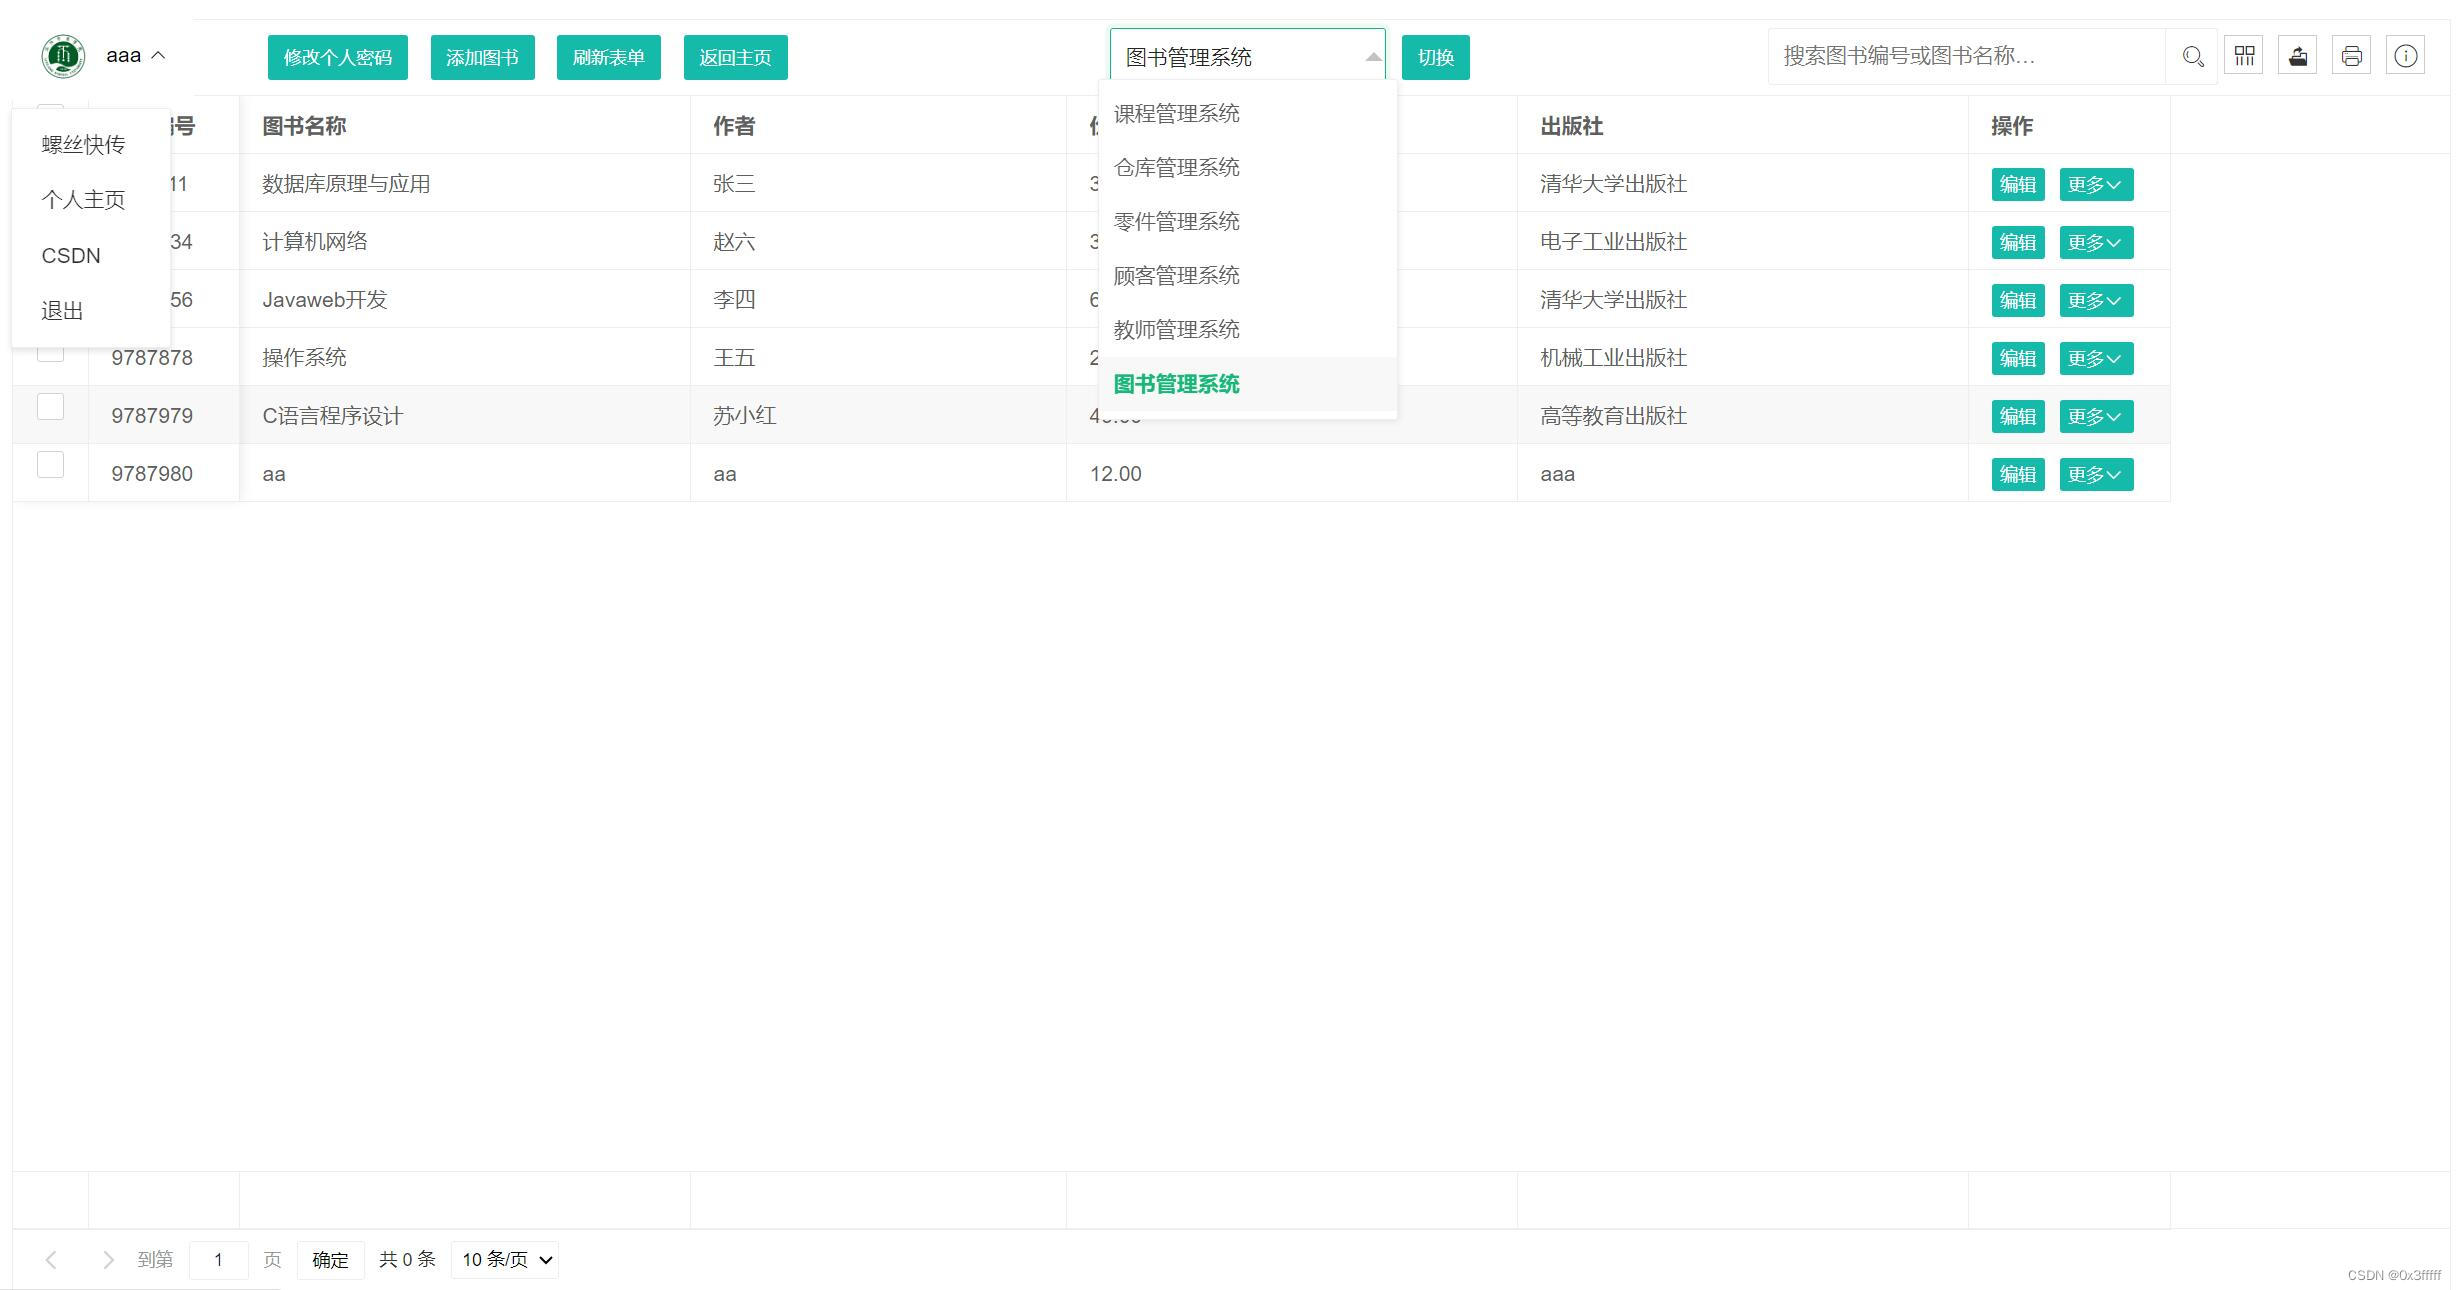 aaa
修改个人密码 添加图书 刷新表单 返回主页 图书管理系统 切换 搜索图书编号或图书名称…
号 图书名称 作者 出版社 操作
螺丝快传
个人主页
CSDN
退出
课程管理系统
仓库管理系统
零件管理系统
顾客管理系统
教师管理系统
图书管理系统
11 数据库原理与应用 张三 3 清华大学出版社 编辑 更多
34 计算机网络 赵六 3 电子工业出版社 编辑 更多
56 Javaweb开发 李四 6 清华大学出版社 编辑 更多
9787878 操作系统 王五 2 机械工业出版社 编辑 更多
9787979 C语言程序设计 苏小红 高等教育出版社 编辑 更多
9787980 aa aa 12.00 aaa 编辑 更多
到第 1 页 确定 共 0 条 10 条/页
CSDN @0x3fffff